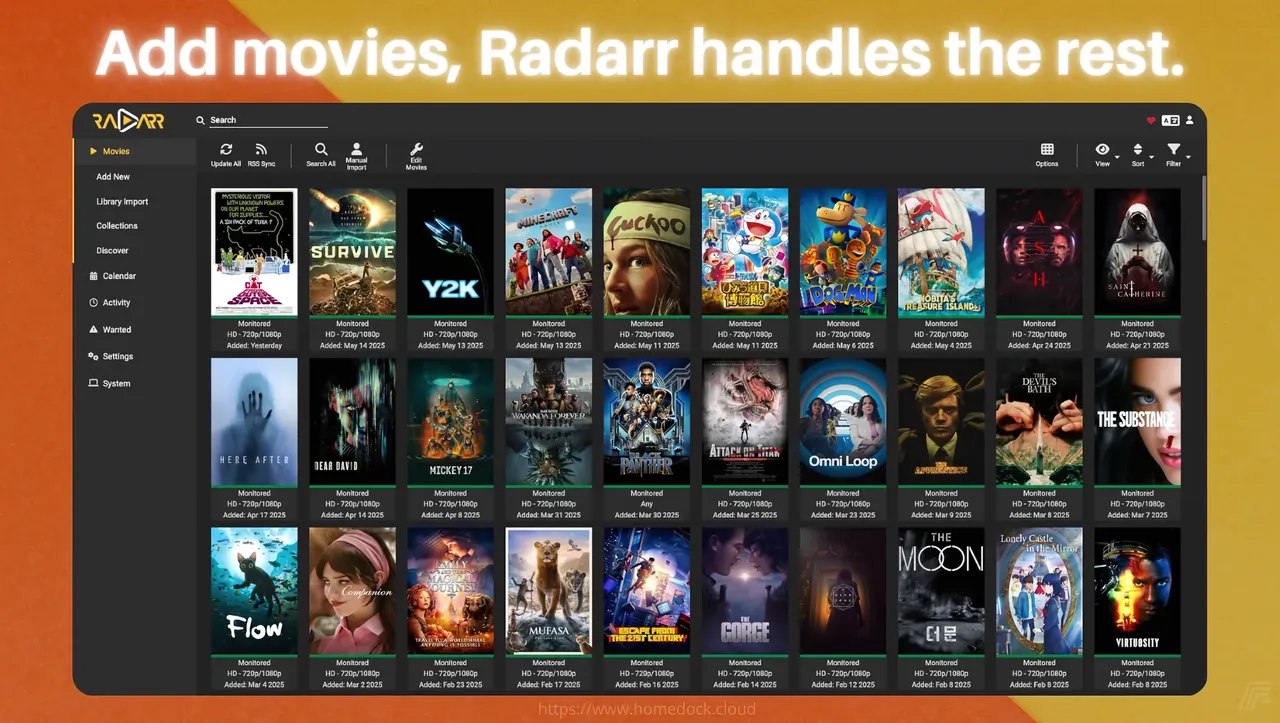 Add movies, Radarr handles the rest.
RADARR
Search
Movies
Add New
Library Import
Collections
Discover
Calendar
Activity
Wanted
Settings
System
Update All
RSS Sync
Search All
Manual
Import
Edit
Movies
Options
View
Sort
Filter
MYSTERIOUS VISITOR
WITH UNKNOWN POWERS
ON OUR PLANET
FOR SUPPLIES...
A SIX PACK OF TUNA!
CAT
OUTER
SPACE
Monitored
HD - 720p/1080p
Added: Yesterday
SURVIVE
Monitored
HD - 720p/1080p
Added: May 14 2025
Y2K
Monitored
HD - 720p/1080p
Added: May 13 2025
MINECRAFT
Monitored
HD - 720p/1080p
Added: May 13 2025
CUCKOO
Monitored
HD - 720p/1080p
Added: May 11 2025
博物館
Monitored
HD - 720p/1080p
Added: May 11 2025
DOG MAN
Monitored
HD - 720p/1080p
Added: May 6 2025
NOBITA'S
TREASURE ISLAND
Monitored
HD - 720p/1080p
Added: May 4 2025
A
S
H
Monitored
HD - 720p/1080p
Added: Apr 24 2025
SAINT
CATHERINE
Monitored
HD - 720p/1080p
Added: Apr 21 2025
HERE AFTER
Monitored
HD - 720p/1080p
Added: Apr 17 2025
DEAR DAVID
Monitored
HD - 720p/1080p
Added: Apr 14 2025
MICKEY 17
Monitored
HD - 720p/1080p
Added: Apr 8 2025
WAKANDA FOREVER
Monitored
HD - 720p/1080p
Added: Mar 31 2025
BLACK
PANTHER
Monitored
Any
Added: Mar 30 2025
ATTACK ON TITAN
Monitored
HD - 720p/1080p
Added: Mar 25 2025
Omni Loop
Monitored
HD - 720p/1080p
Added: Mar 23 2025
THE
APPRENTICE
Monitored
HD - 720p/1080p
Added: Mar 9 2025
THE
DEVIL'S
BATH
Monitored
HD - 720p/1080p
Added: Mar 8 2025
THE SUBSTANCE
Monitored
HD - 720p/1080p
Added: Mar 7 2025
Flow
Monitored
HD - 720p/1080p
Added: Mar 4 2025
Companion
Monitored
HD - 720p/1080p
Added: Mar 2 2025
EMILY
AND THE
MAGICAL
JOURNEY
TRAVEL TO A WORLD WHERE
ANYTHING IS POSSIBLE
Monitored
HD - 720p/1080p
Added: Feb 23 2025
MUFASA
Monitored
HD - 720p/1080p
Added: Feb 17 2025
ESCAPE FROM
THE 21ST CENTURY
Monitored
HD - 720p/1080p
Added: Feb 16 2025
THE
GORGE
Monitored
HD - 720p/1080p
Added: Feb 14 2025
Monitored
HD - 720p/1080p
Added: Feb 12 2025
THE
MOON
더 문
Monitored
HD - 720p/1080p
Added: Feb 8 2025
Lonely Castle
in the Mirror
Monitored
HD - 720p/1080p
Added: Feb 8 2025
VIRTUOSITY
Monitored
HD - 720p/1080p
Added: Feb 8 2025
https://www.homedock.cloud